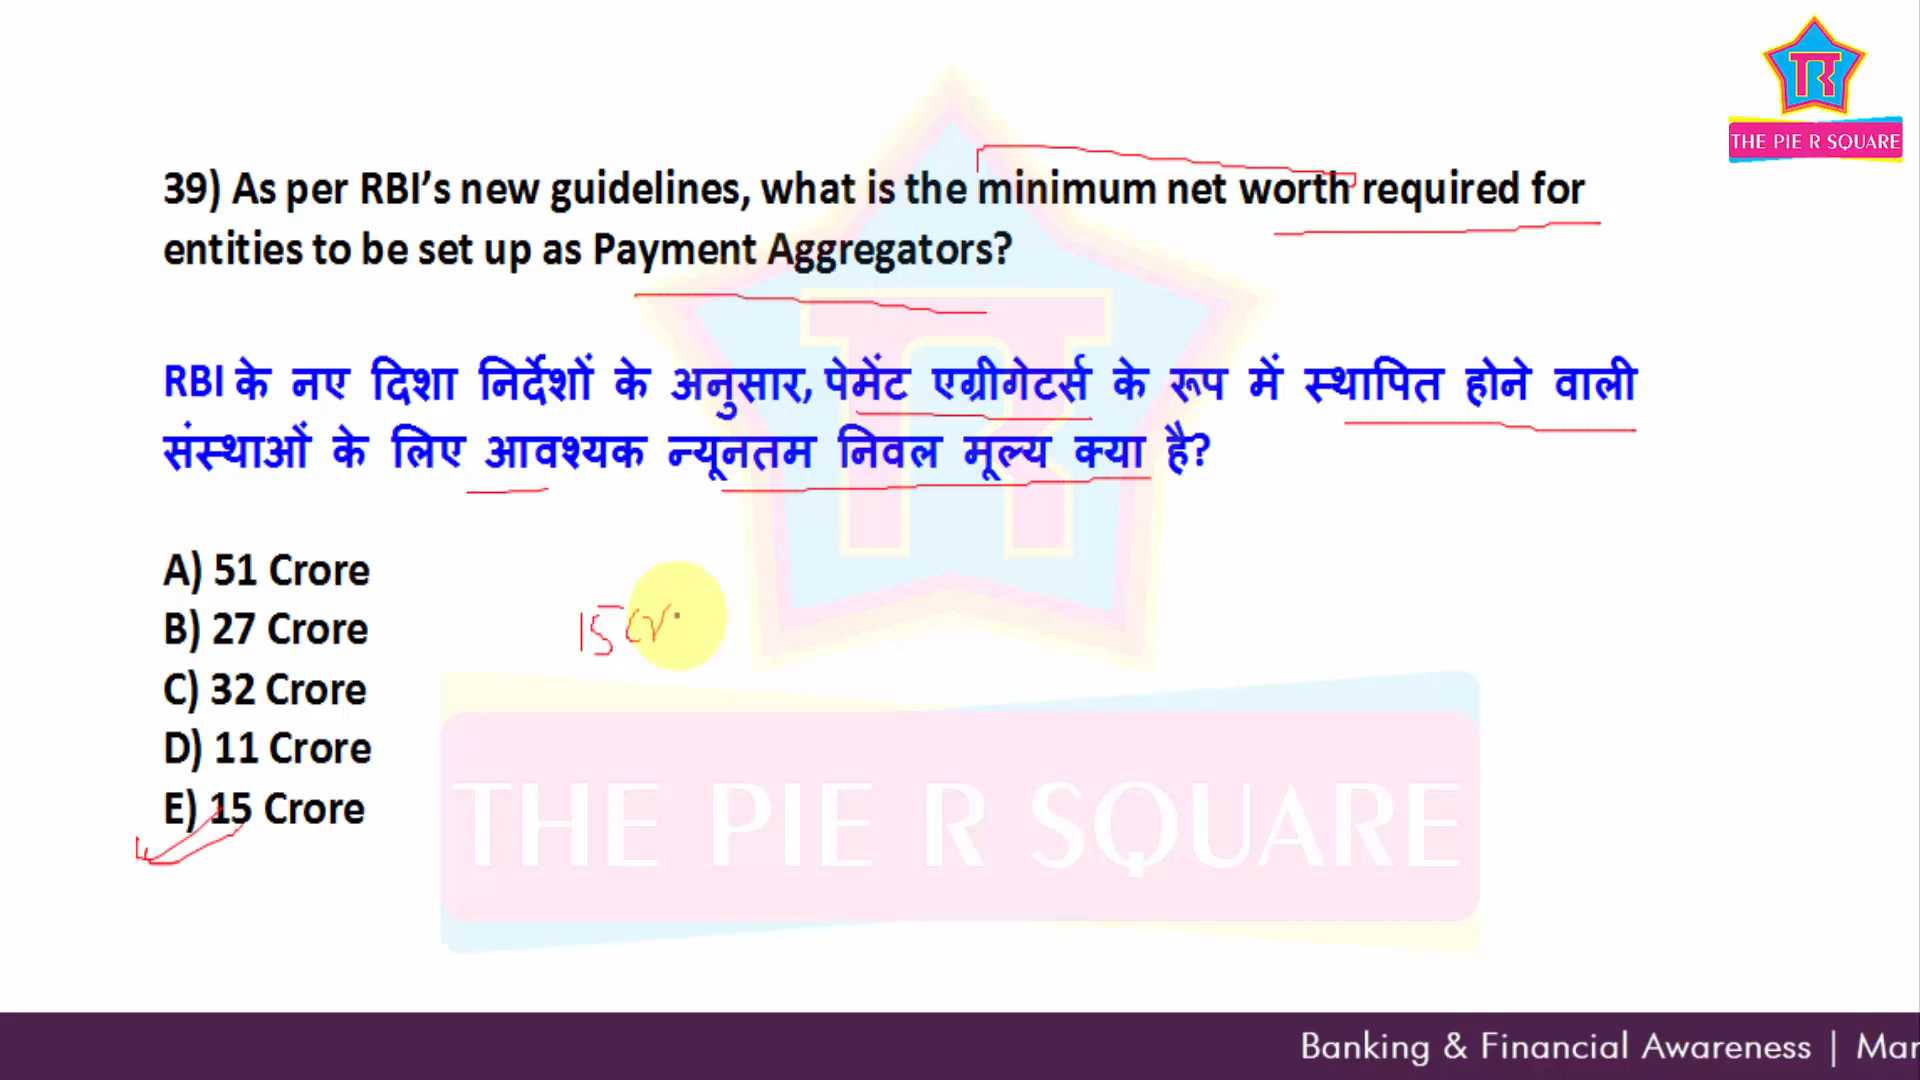 THE PIE R SQUARE
39) As per RBI’s new guidelines, what is the minimum net worth required for
entities to be set up as Payment Aggregators?
RBI के नए दिशा निर्देशों के अनुसार, पेमेंट एग्रीगेटर्स के रूप में स्थापित होने वाली
संस्थाओं के लिए आवश्यक न्यूनतम निवल मूल्य क्या है?
A) 51 Crore
B) 27 Crore
15 cr
C) 32 Crore
D) 11 Crore
E) 15 Crore
THE PIE R SQUARE
Banking & Financial Awareness | Mar